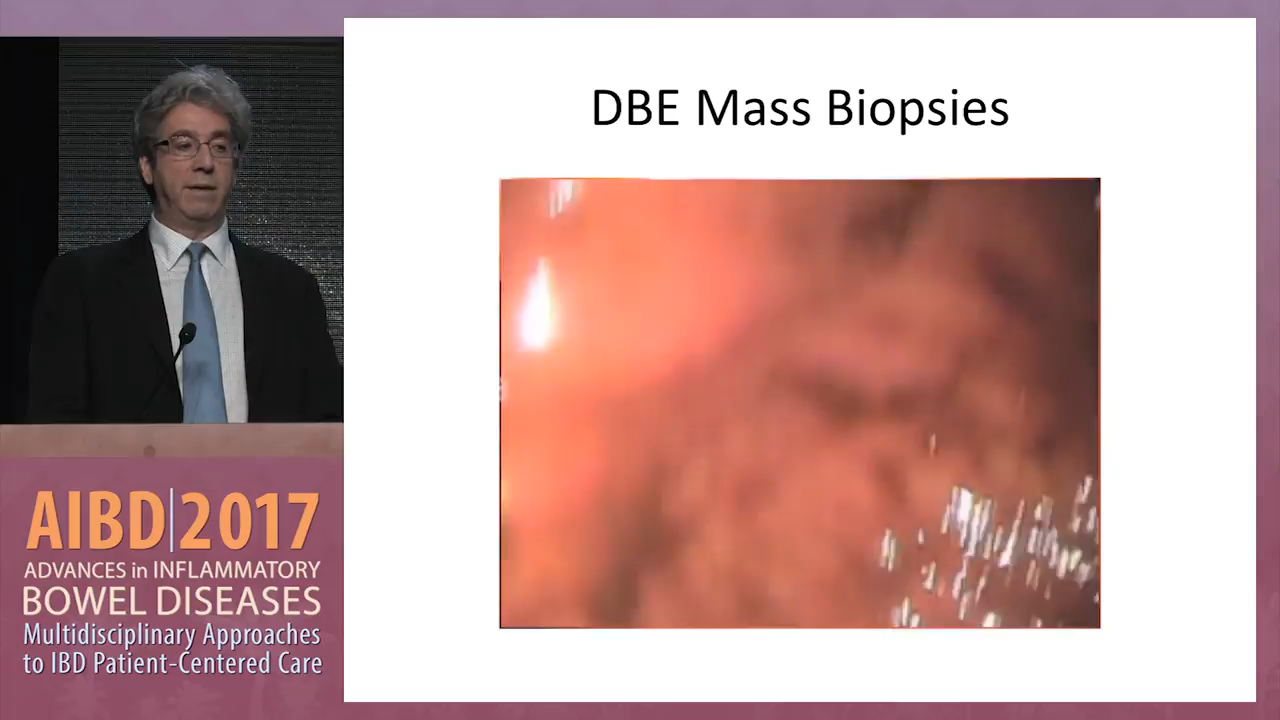 DBE Mass Biopsies
AIBD|2017
ADVANCES in INFLAMMATORY
BOWEL DISEASES
Multidisciplinary Approaches
to IBD Patient-Centered Care